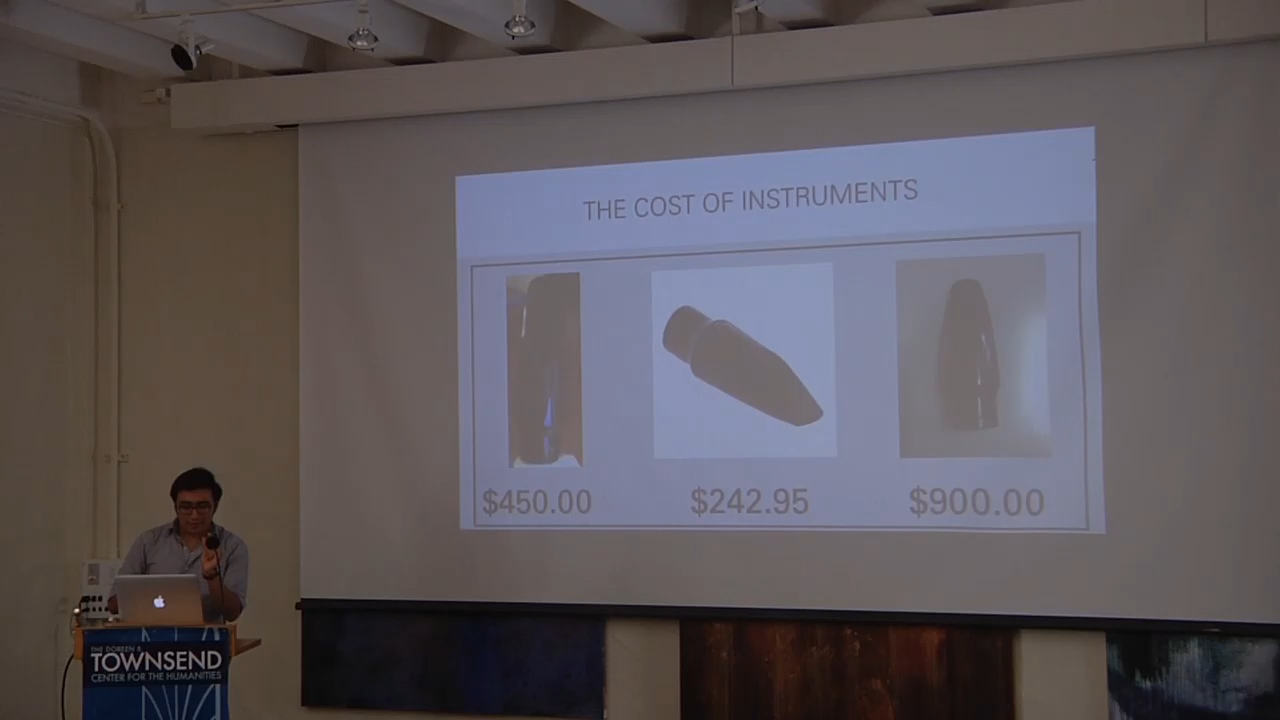 THE COST OF INSTRUMENTS
$450.00
$242.95
$900.00
THE DOREEN B.
TOWNSEND
CENTER FOR THE HUMANITIES